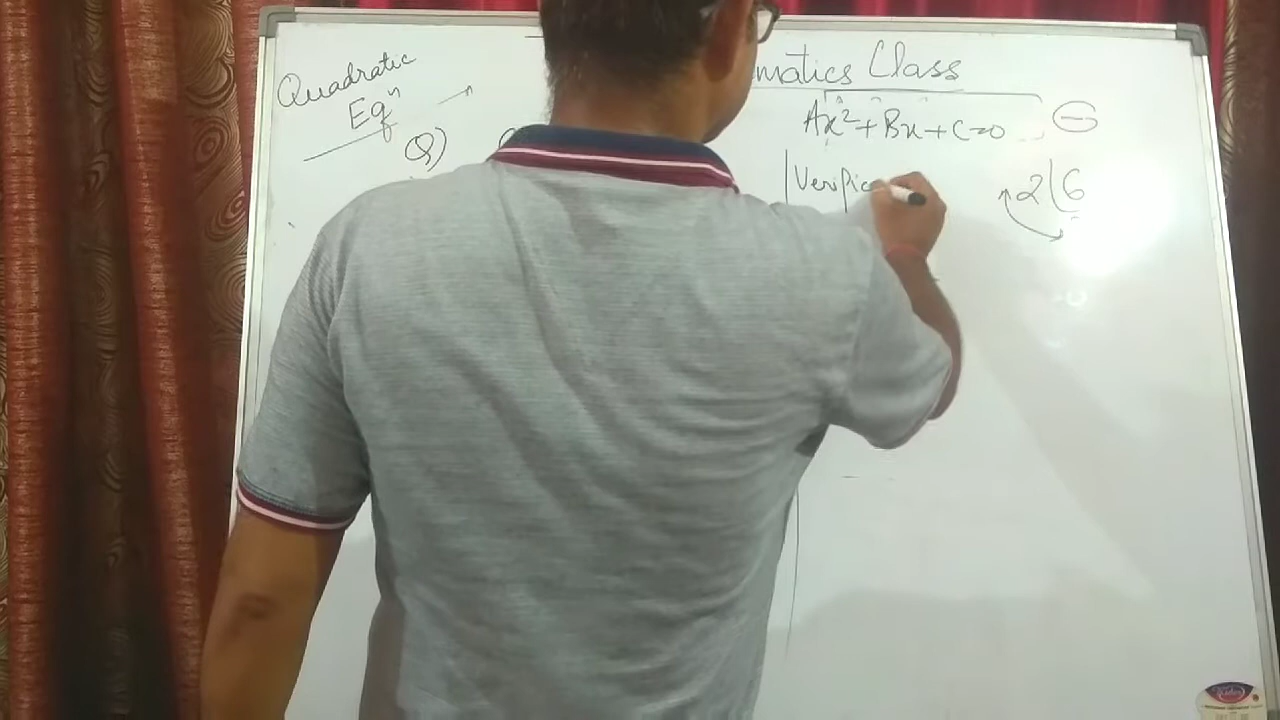 matics Class
Quadratic
Eqⁿ
Q)
Ax²+Bx+C=0
Verific
2 6